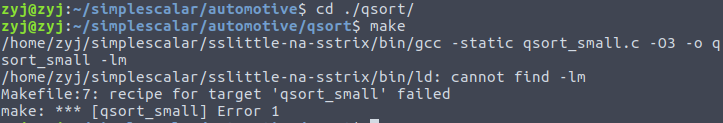 zyj@zyj:~/simplescalar/automotive$ cd ./qsort/
zyj@zyj:~/simplescalar/automotive/qsort$ make
/home/zyj/simplescalar/sslittle-na-sstrix/bin/gcc -static qsort_small.c -O3 -o q
sort_small -lm
/home/zyj/simplescalar/sslittle-na-sstrix/bin/ld: cannot find -lm
Makefile:7: recipe for target 'qsort_small' failed
make: *** [qsort_small] Error 1